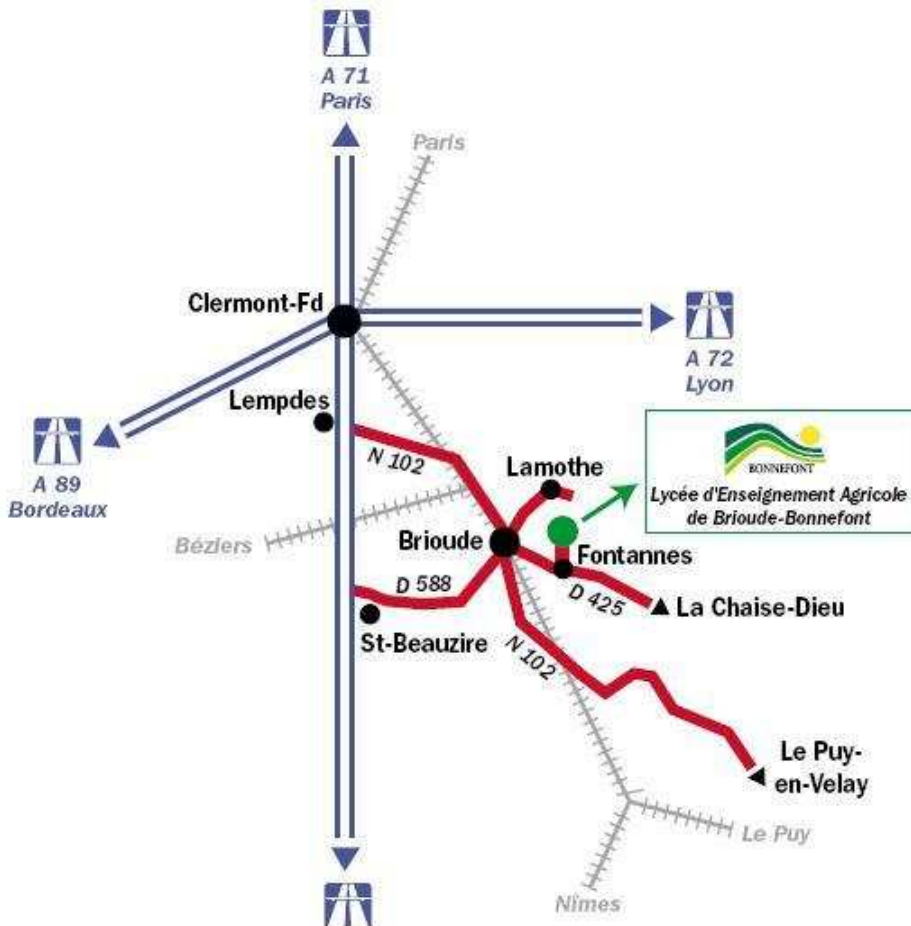 A 71
Paris
Paris
Clermont-Fd
A 72
Lyon
Lempdes
A 89
Bordeaux
N 102
Lamothe
BONNEFONT
Lycée d'Enseignement Agricole
de Brioude-Bonnefont
Béziers
Brioude
Fontannes
D 588
D 425
La Chaise-Dieu
St-Beauzire
N 102
Le Puy-
en-Velay
Le Puy
Nîmes